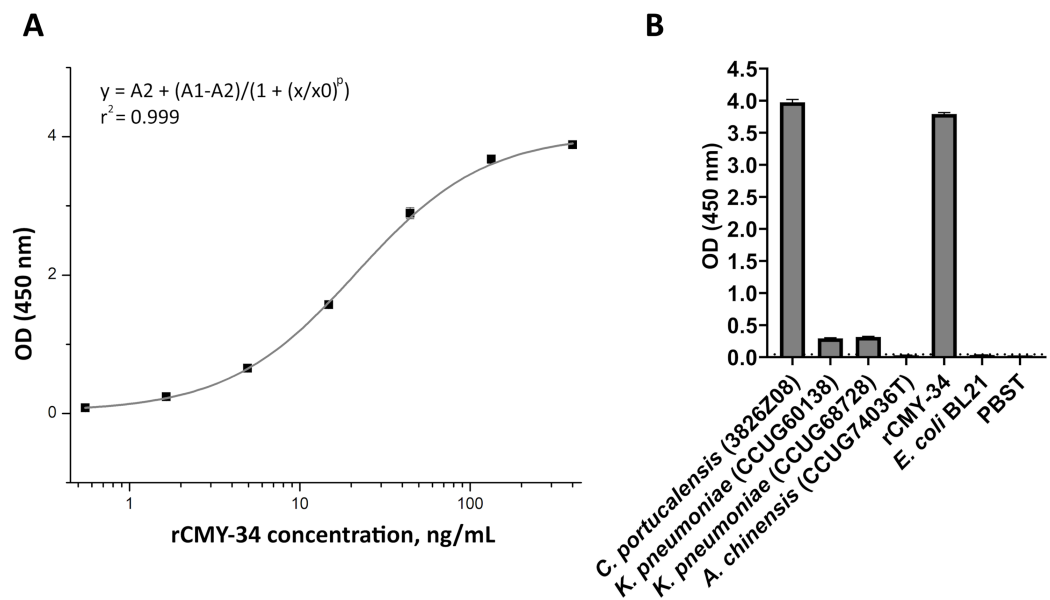 A
y = A2 + (A1-A2)/(1 + (x/x0)^p)
r² = 0.999
4
2
0
OD (450 nm)
1
10
100
rCMY-34 concentration, ng/mL
B
4.5
4.0
3.5
3.0
2.5
2.0
1.5
1.0
0.5
0.0
OD (450 nm)
C. portucalensis (3826Z08)
K. pneumoniae (CCUG60138)
K. pneumoniae (CCUG68728)
A. chinensis (CCUG74036T)
rCMY-34
E. coli BL21
PBST